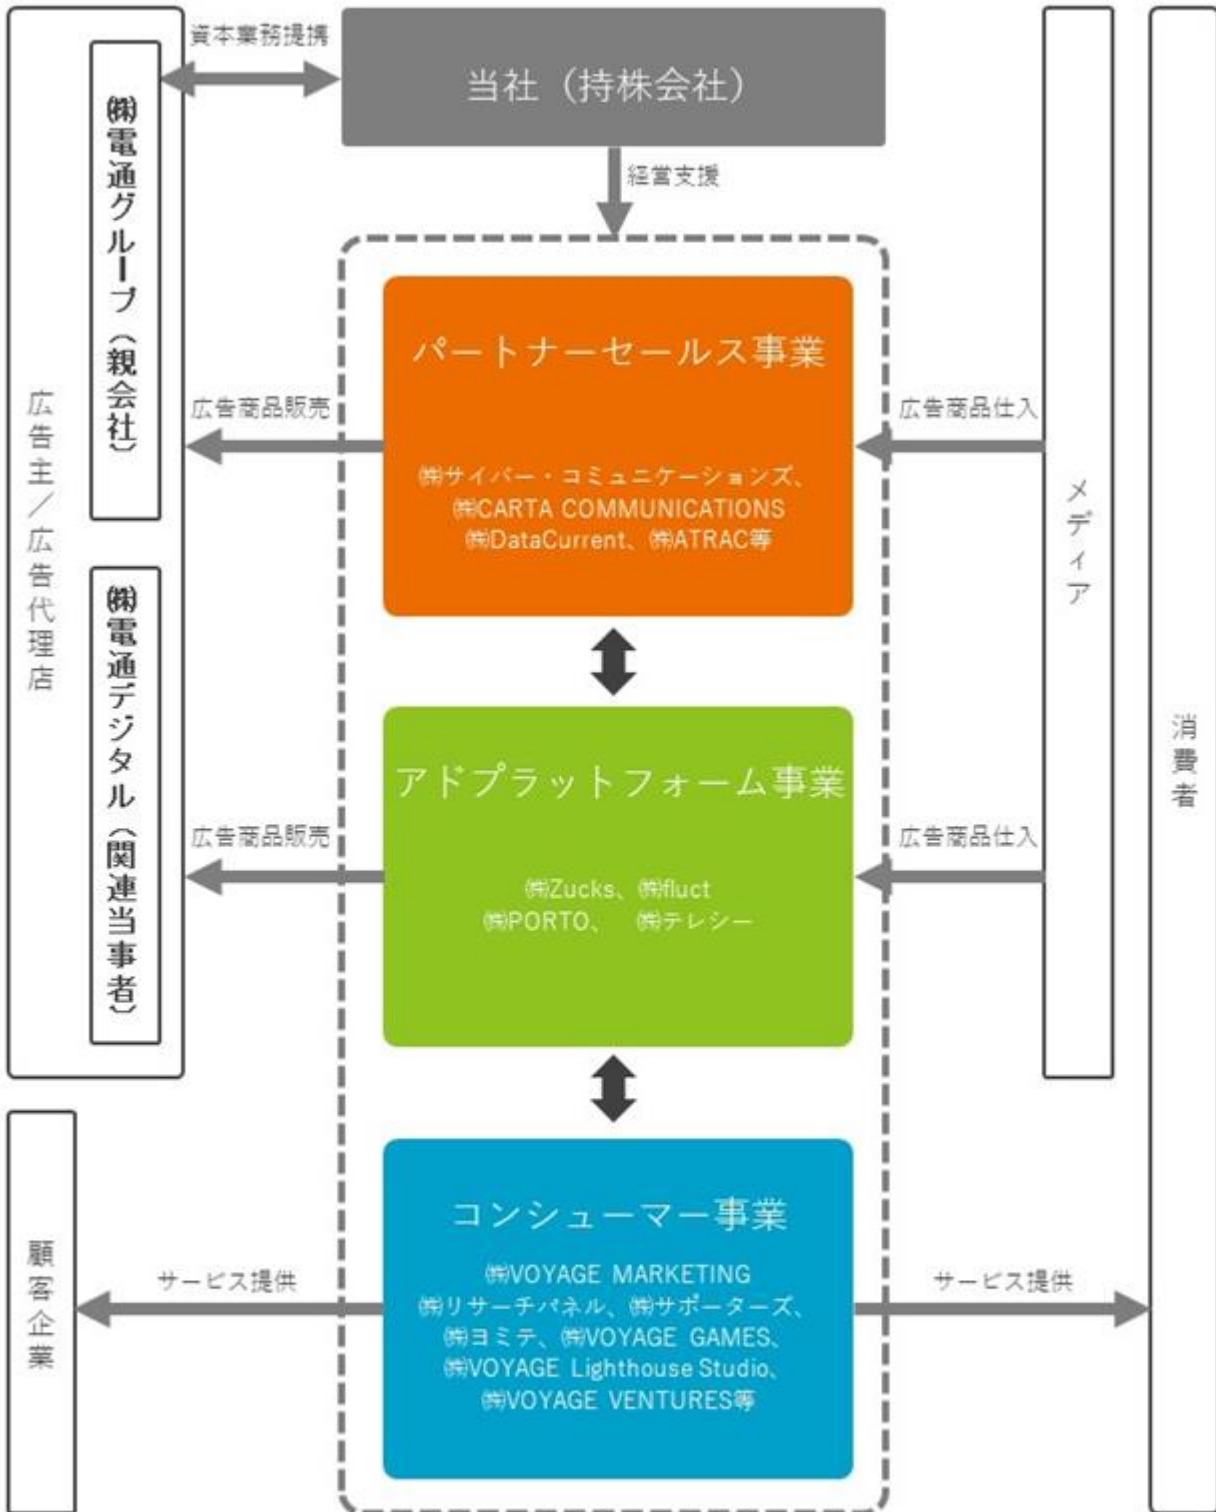 資本業務提携
当社（持株会社）
経営支援
広告主／広告代理店
㈱電通グループ（親会社）
㈱電通デジタル（関連当事者）
パートナーセールス事業
㈱サイバー・コミュニケーションズ、
㈱CARTA COMMUNICATIONS
㈱DataCurrent、㈱ATRAC等
広告商品販売
広告商品仕入
メディア
消費者
アドプラットフォーム事業
㈱Zucks、㈱fluct
㈱PORTO、 ㈱テレシー
広告商品販売
広告商品仕入
コンシューマー事業
㈱VOYAGE MARKETING
㈱リサーチパネル、㈱サポーターズ、
㈱ヨミテ、㈱VOYAGE GAMES、
㈱VOYAGE Lighthouse Studio、
㈱VOYAGE VENTURES等
顧客企業
サービス提供
サービス提供